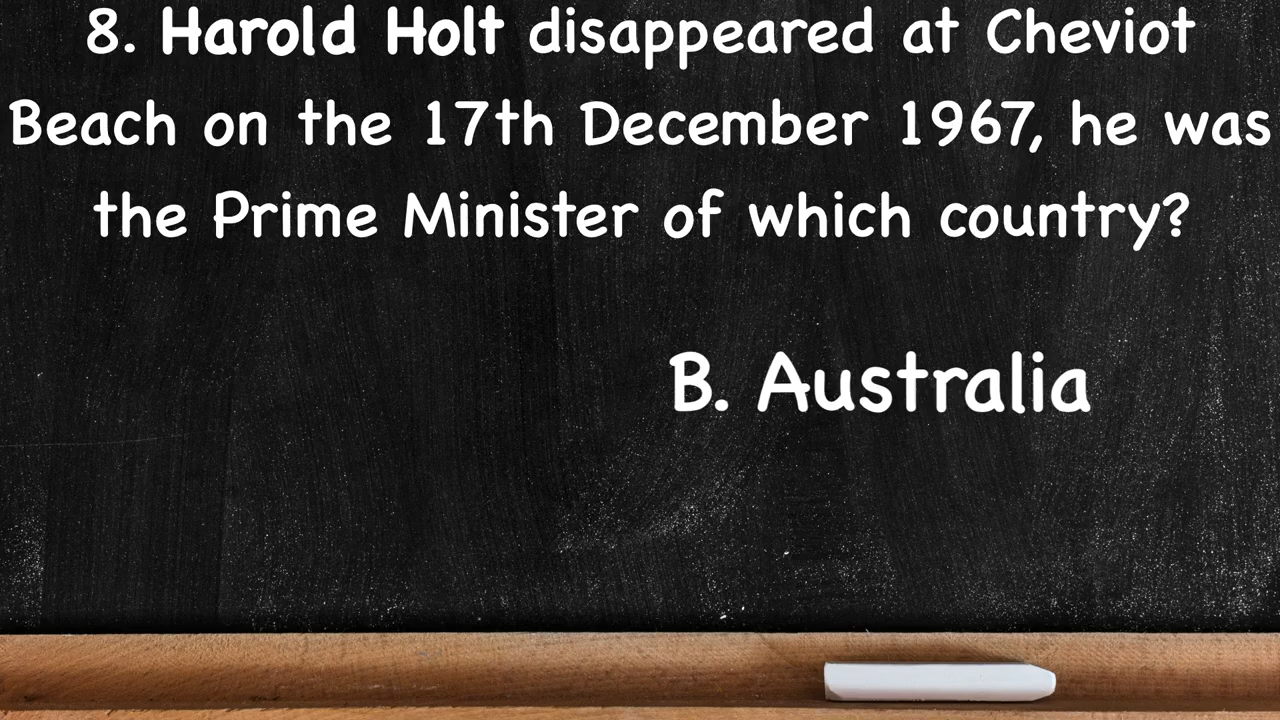 8. Harold Holt disappeared at Cheviot
Beach on the 17th December 1967, he was
the Prime Minister of which country?
B. Australia